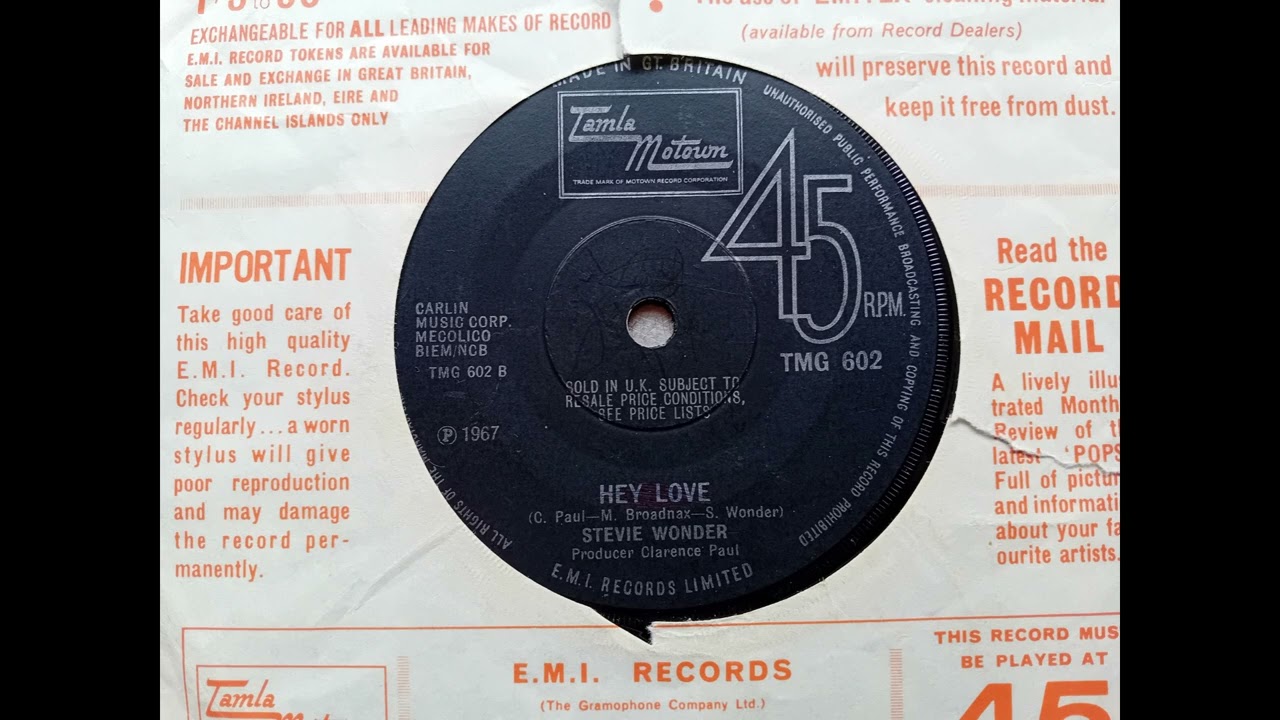 EXCHANGEABLE FOR ALL LEADING MAKES OF RECORD
E.M.I. RECORD TOKENS ARE AVAILABLE FOR
SALE AND EXCHANGE IN GREAT BRITAIN,
NORTHERN IRELAND, EIRE AND
THE CHANNEL ISLANDS ONLY
(available from Record Dealers)
will preserve this record and
keep it free from dust.
IMPORTANT
Take good care of
this high quality
E.M.I. Record.
Check your stylus
regularly... a worn
stylus will give
poor reproduction
and may damage
the record per-
manently.
MADE IN GT. BRITAIN
Tamla
Motown
TRADE MARK OF MOTOWN RECORD CORPORATION
UNAUTHORISED PUBLIC PERFORMANCE BROADCASTING AND COPYING OF THIS RECORD PROHIBITED
45
R.P.M.
TMG 602
CARLIN
MUSIC CORP.
MECOLICO
BIEM/NCB
TMG 602 B
SOLD IN U.K. SUBJECT TO
RESALE PRICE CONDITIONS,
SEE PRICE LISTS
Ⓟ 1967
ALL RIGHTS OF THE
HEY LOVE
(C. Paul—M. Broadnax—S. Wonder)
STEVIE WONDER
Producer Clarence Paul
E.M.I. RECORDS LIMITED
Read the
RECORD
MAIL
A lively illus
trated Month
Review of t
latest 'POPS
Full of pictur
and informati
about your fa
ourite artists.
Tamla
Motown
E.M.I. RECORDS
(The Gramophone Company Ltd.)
THIS RECORD MUS
BE PLAYED AT
45